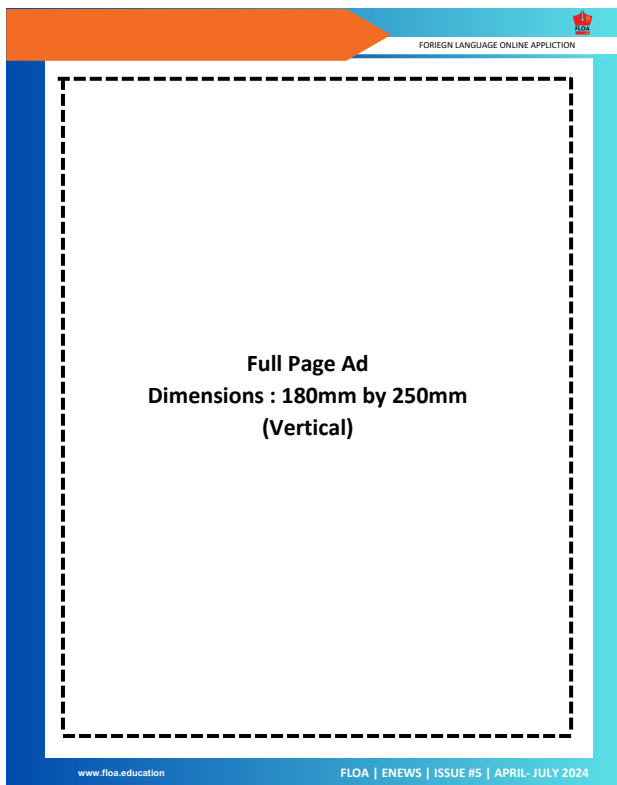 FLOA
FORIEGN LANGUAGE ONLINE APPLICTION
Full Page Ad
Dimensions : 180mm by 250mm
(Vertical)
www.floa.education
FLOA | ENEWS | ISSUE #5 | APRIL- JULY 2024